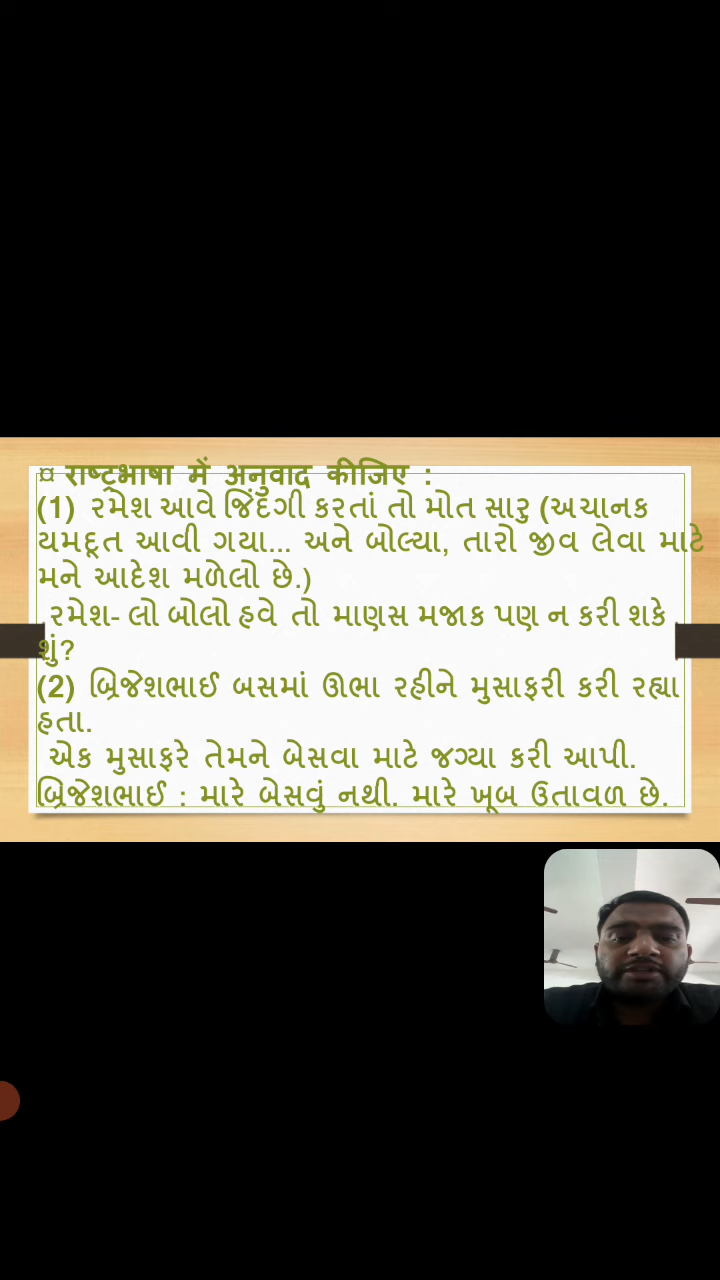 ¤ राष्ट्रभाषा में अनुवाद कीजिए :
(1) રમેશ આવે જિંદગી કરતાં તો મોત સારુ (અચાનક
યમદૂત આવી ગયા... અને બોલ્યા, તારો જીવ લેવા માટે
મને આદેશ મળેલો છે.)
રમેશ- લો બોલો હવે તો માણસ મજાક પણ ન કરી શકે
શું?
(2) બ્રિજેશભાઈ બસમાં ઊભા રહીને મુસાફરી કરી રહ્યા
હતા.
એક મુસાફરે તેમને બેસવા માટે જગ્યા કરી આપી.
બ્રિજેશભાઈ : મારે બેસવું નથી. મારે ખૂબ ઉતાવળ છે.